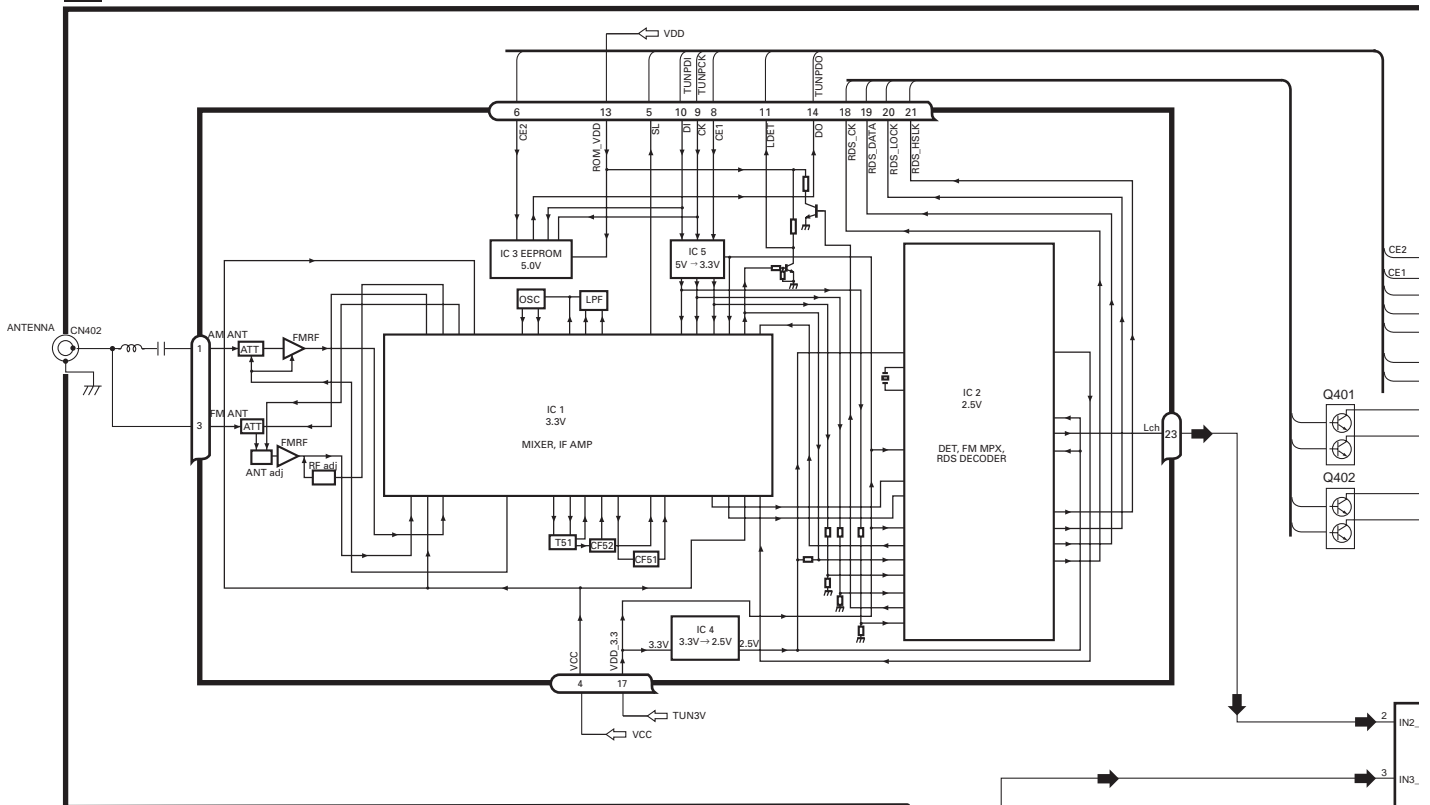 VDD
TUNPDI
TUNPCK
TUNPDO
6
13
5
10
9
8
11
14
18
19
20
21
CE2
ROM_VDD
SL
DI
CK
CE1
LDET
DO
RDS_CK
RDS_DATA
RDS_LOCK
RDS_HSLK
IC 3 EEPROM
5.0V
IC 5
5V → 3.3V
CE2
CE1
OSC
LPF
ANTENNA
CN402
1
AM ANT
ATT
FMRF
3
FM ANT
ATT
FMRF
ANT adj
RF adj
IC 1
3.3V
MIXER, IF AMP
IC 2
2.5V
DET, FM MPX,
RDS DECODER
Lch
23
Q401
Q402
T51
CF52
CF51
VCC
VDD_3.3
3.3V
IC 4
3.3V → 2.5V
2.5V
4
17
TUN3V
VCC
2
IN2_
3
IN3_